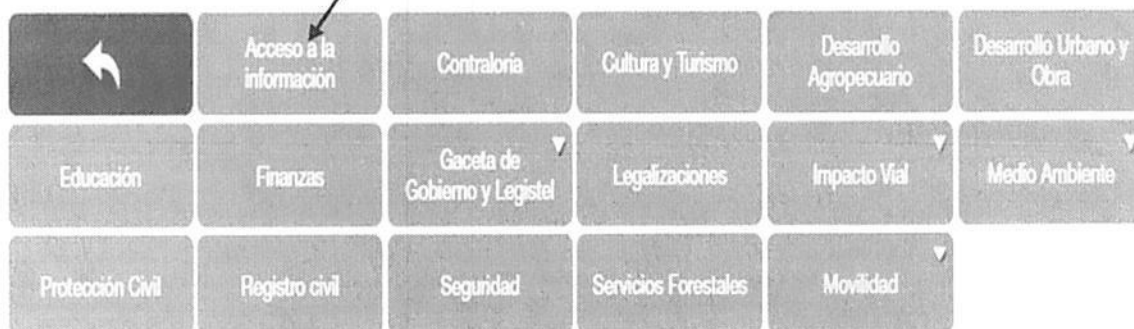 Acceso a la
información
Contraloría
Cultura y Turismo
Desarrollo
Agropecuario
Desarrollo Urbano y
Obra
Educación
Finanzas
Gaceta de
Gobierno y Legistel
Legalizaciones
Impacto Vial
Medio Ambiente
Protección Civil
Registro civil
Seguridad
Servicios Forestales
Movilidad